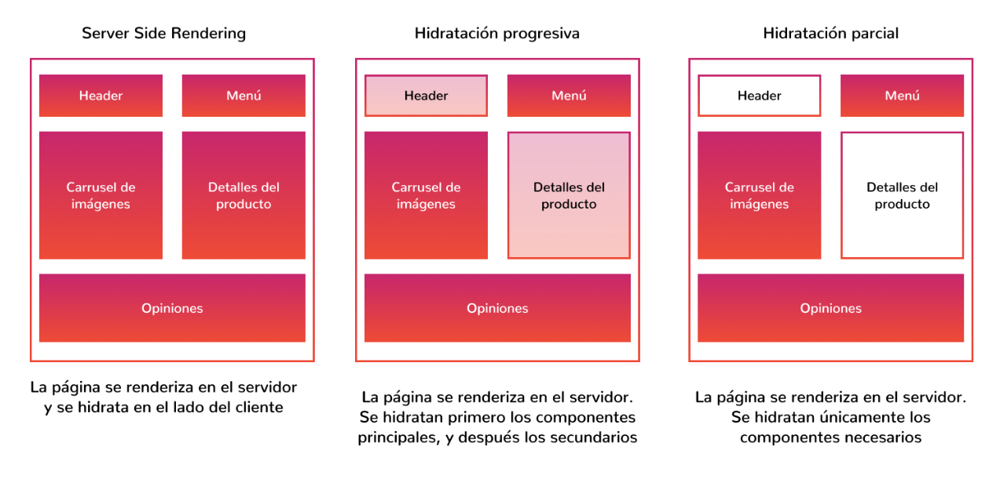 Server Side Rendering
Header
Menú
Carrusel de
imágenes
Detalles del
producto
Opiniones
La página se renderiza en el servidor
y se hidrata en el lado del cliente
Hidratación progresiva
Header
Menú
Carrusel de
imágenes
Detalles del
producto
Opiniones
La página se renderiza en el servidor.
Se hidratan primero los componentes
principales, y después los secundarios
Hidratación parcial
Header
Menú
Carrusel de
imágenes
Detalles del
producto
Opiniones
La página se renderiza en el servidor.
Se hidratan únicamente los
componentes necesarios